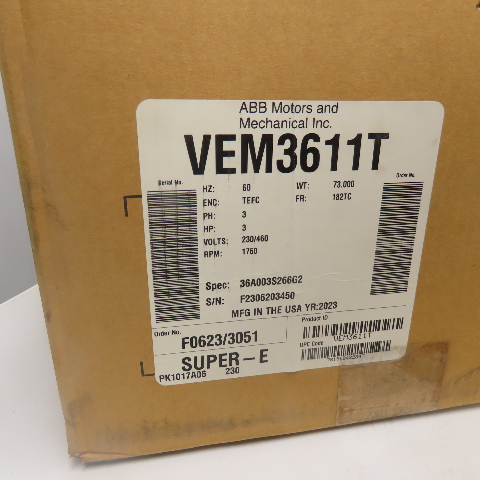 ABB Motors and
Mechanical Inc.
VEM3611T
Serial No.
Order No.
HZ: 60 WT: 73.000
ENC: TEFC FR: 182TC
PH: 3
HP: 3
VOLTS: 230/460
RPM: 1760
Spec: 36A003S266G2
S/N: F2306203450
MFG IN THE USA YR:2023
Order No. Product ID
F0623/3051 VEM3611T
SUPER-E UPC Code
PK1017A06 230